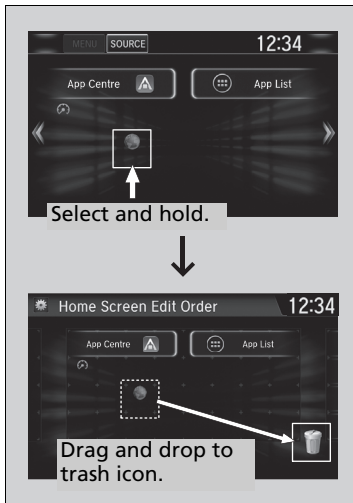 MENU SOURCE 12:34
App Centre App List
Select and hold.
Home Screen Edit Order 12:34
App Centre App List
Drag and drop to
trash icon.